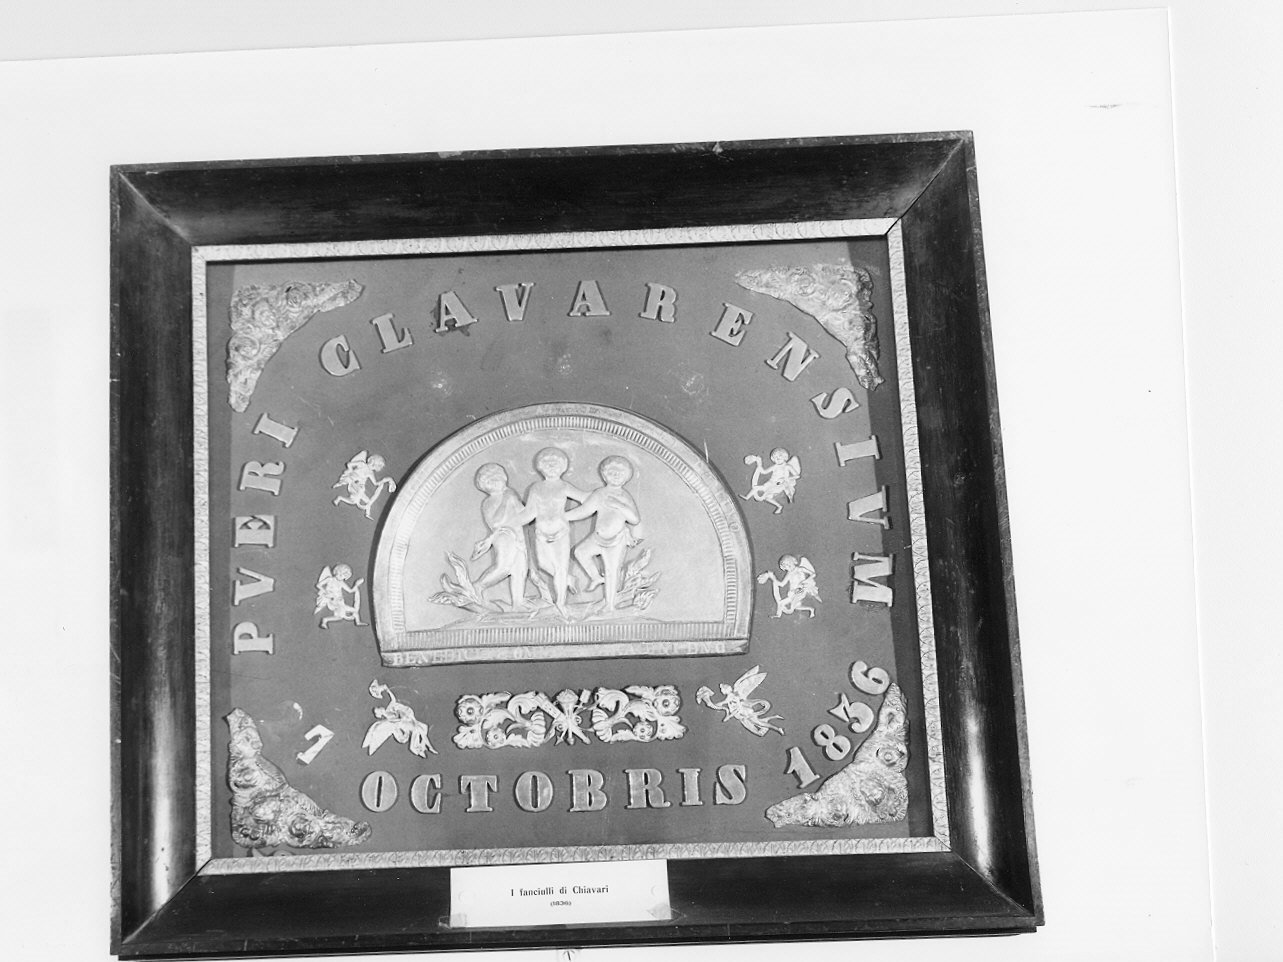 PVERI CLAVARENSIVM
7 OCTOBRIS 1836
I fanciulli di Chiavari
(1836)